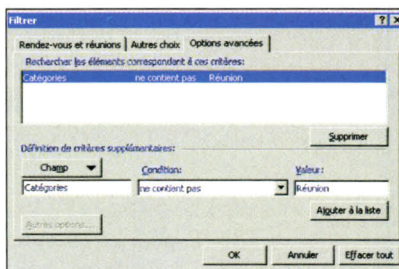 Filtrer
Rendez-vous et réunions Autres choix Options avancées
Rechercher les éléments correspondant à ces critères:
Catégories ne contient pas Réunion
Supprimer
Définition de critères supplémentaires:
Champ Condition: Valeur:
Catégories ne contient pas Réunion
Ajouter à la liste
Autres options...
OK Annuler Effacer tout